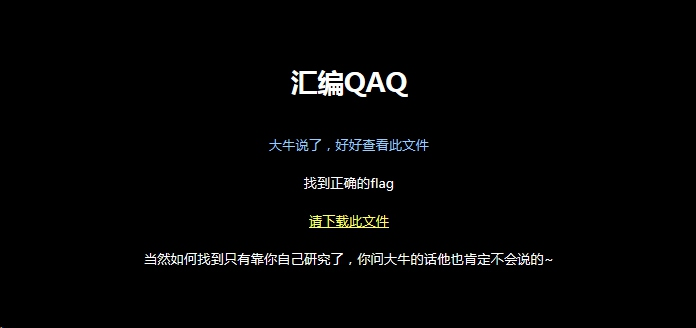 汇编QAQ
大牛说了，好好查看此文件
找到正确的flag
请下载此文件
当然如何找到只有靠你自己研究了，你问大牛的话他也肯定不会说的~